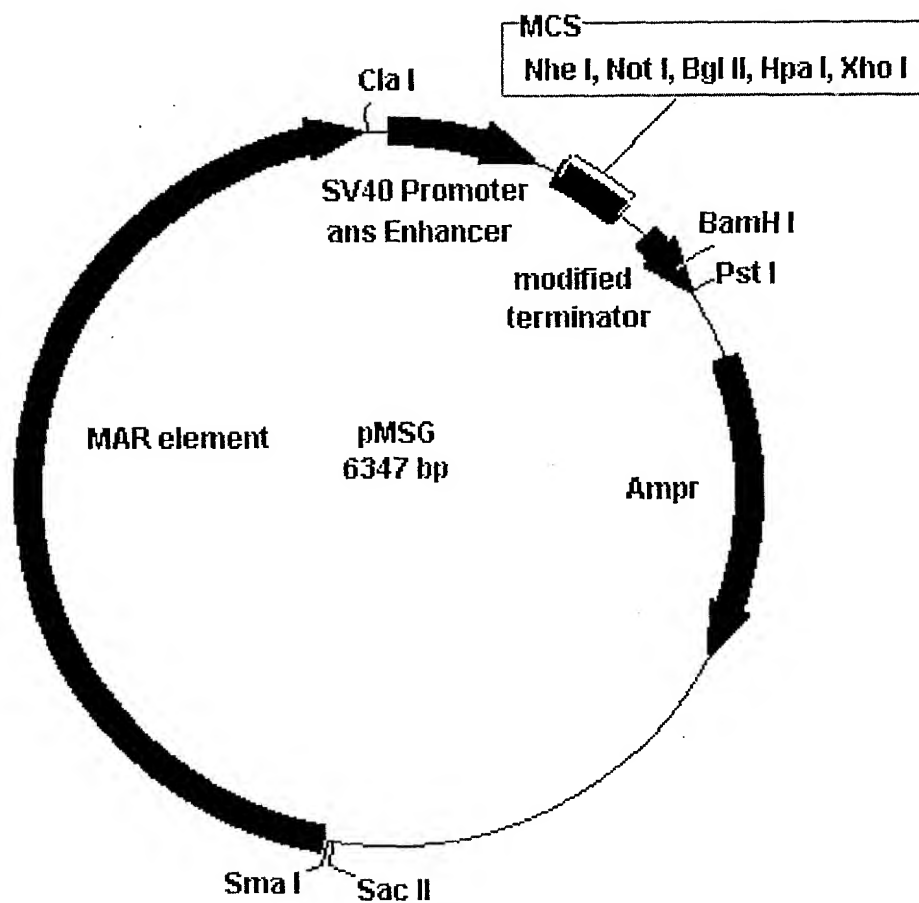 MCS
Nhe I, Not I, Bgl II, Hpa I, Xho I
Cla I
SV40 Promoter
ans Enhancer
BamH I
Pst I
modified
terminator
MAR element
pMSG
6347 bp
Ampr
Sma I
Sac II